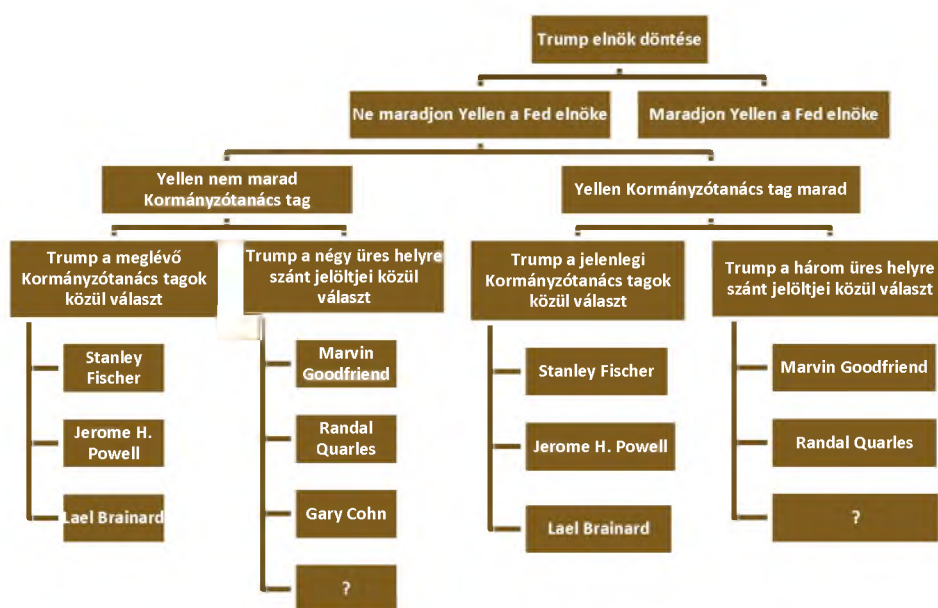 Trump elnök döntése
Ne maradjon Yellen a Fed elnöke
Maradjon Yellen a Fed elnöke
Yellen nem marad
Kormányzótanács tag
Yellen Kormányzótanács tag marad
Trump a meglévő
Kormányzótanács tagok
közül választ
Trump a négy üres helyre
szánt jelöltjei közül
választ
Trump a jelenlegi
Kormányzótanács tagok
közül választ
Trump a három üres helyre
szánt jelöltjei közül választ
Stanley
Fischer
Jerome H.
Powell
Lael Brainard
Marvin
Goodfriend
Randal
Quarles
Gary Cohn
?
Stanley Fischer
Jerome H. Powell
Lael Brainard
Marvin Goodfriend
Randal Quarles
?